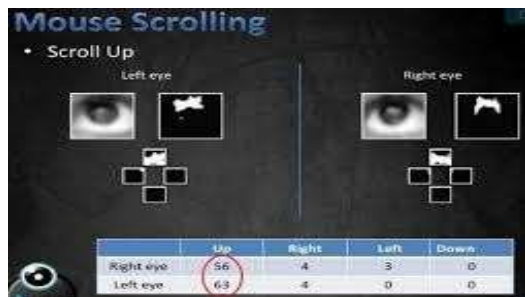 Mouse Scrolling
• Scroll Up
Left eye
Right eye
Up Right Left Down
Right eye 56 4 3 0
Left eye 63 4 0 0